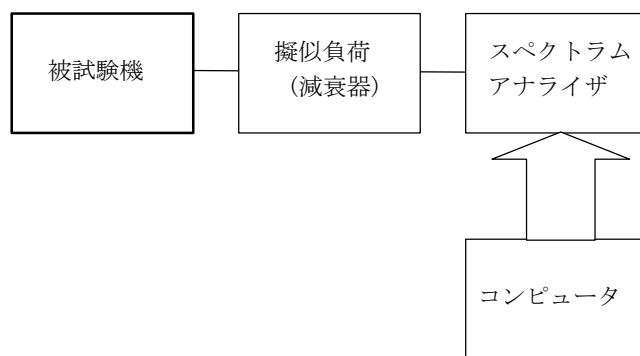 被試験機
擬似負荷
（減衰器）
スペクトラム
アナライザ
コンピュータ